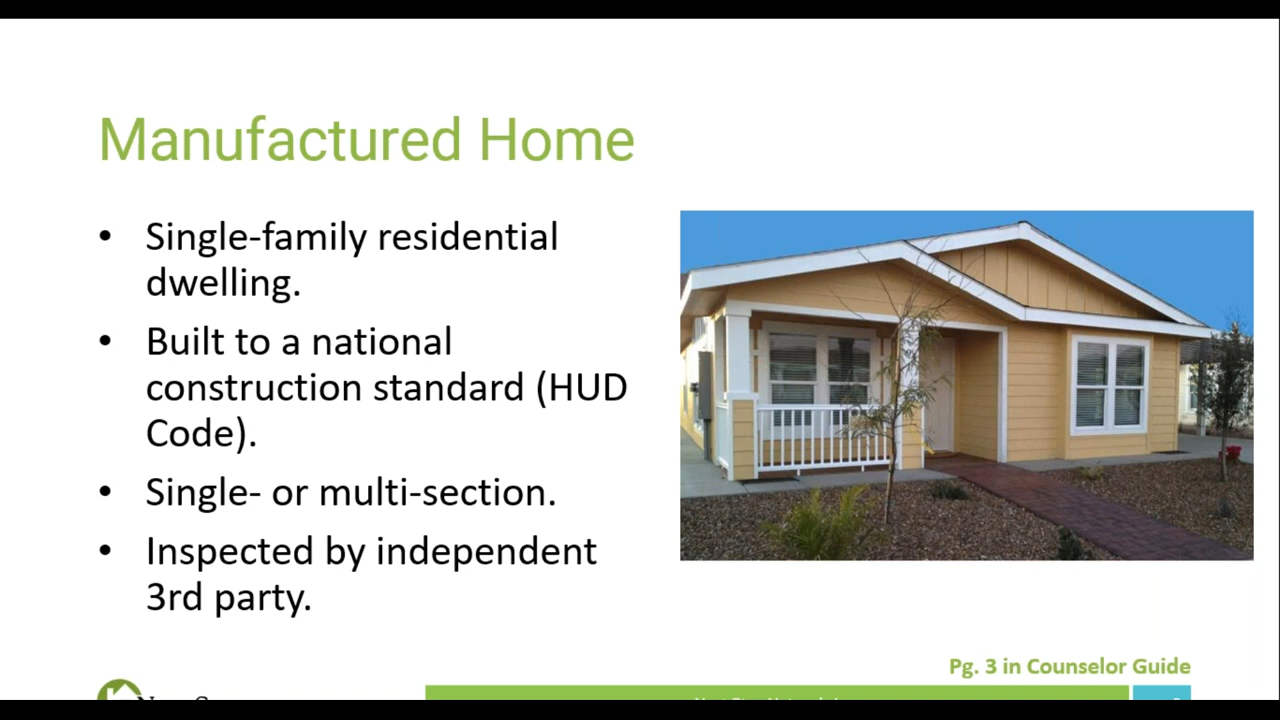 Manufactured Home
• Single-family residential
dwelling.
• Built to a national
construction standard (HUD
Code).
• Single- or multi-section.
• Inspected by independent
3rd party.
Pg. 3 in Counselor Guide